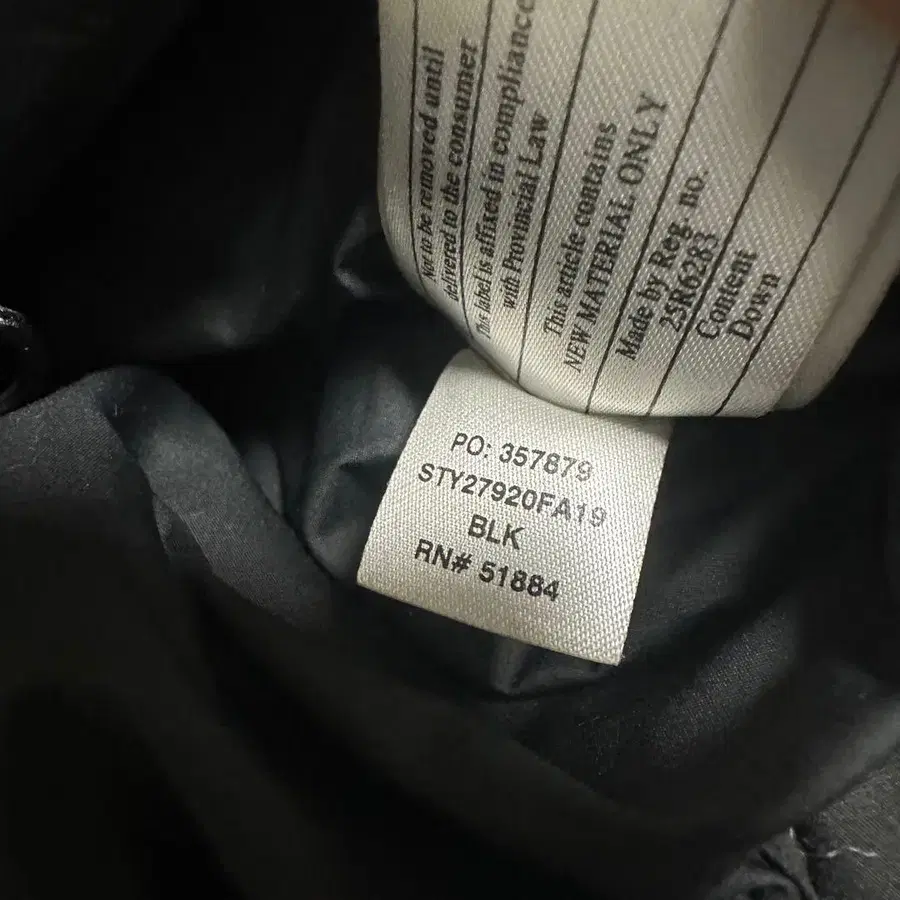 Not to be removed until
delivered to the consumer
This label is affixed in compliance
with Provincial Law
This article contains
NEW MATERIAL ONLY
Made by Reg. no.
2SR6283
Content
Down
PO: 357879
STY27920FA19
BLK
RN# 51884